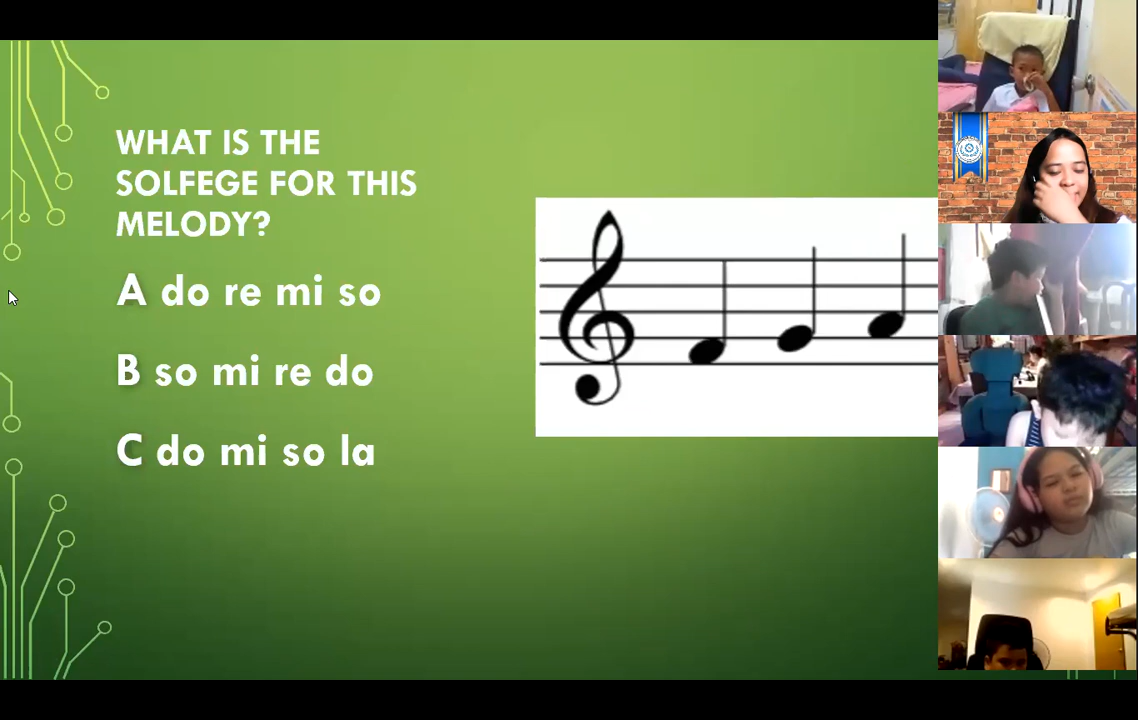 WHAT IS THE
SOLFEGE FOR THIS
MELODY?
A do re mi so
B so mi re do
C do mi so la